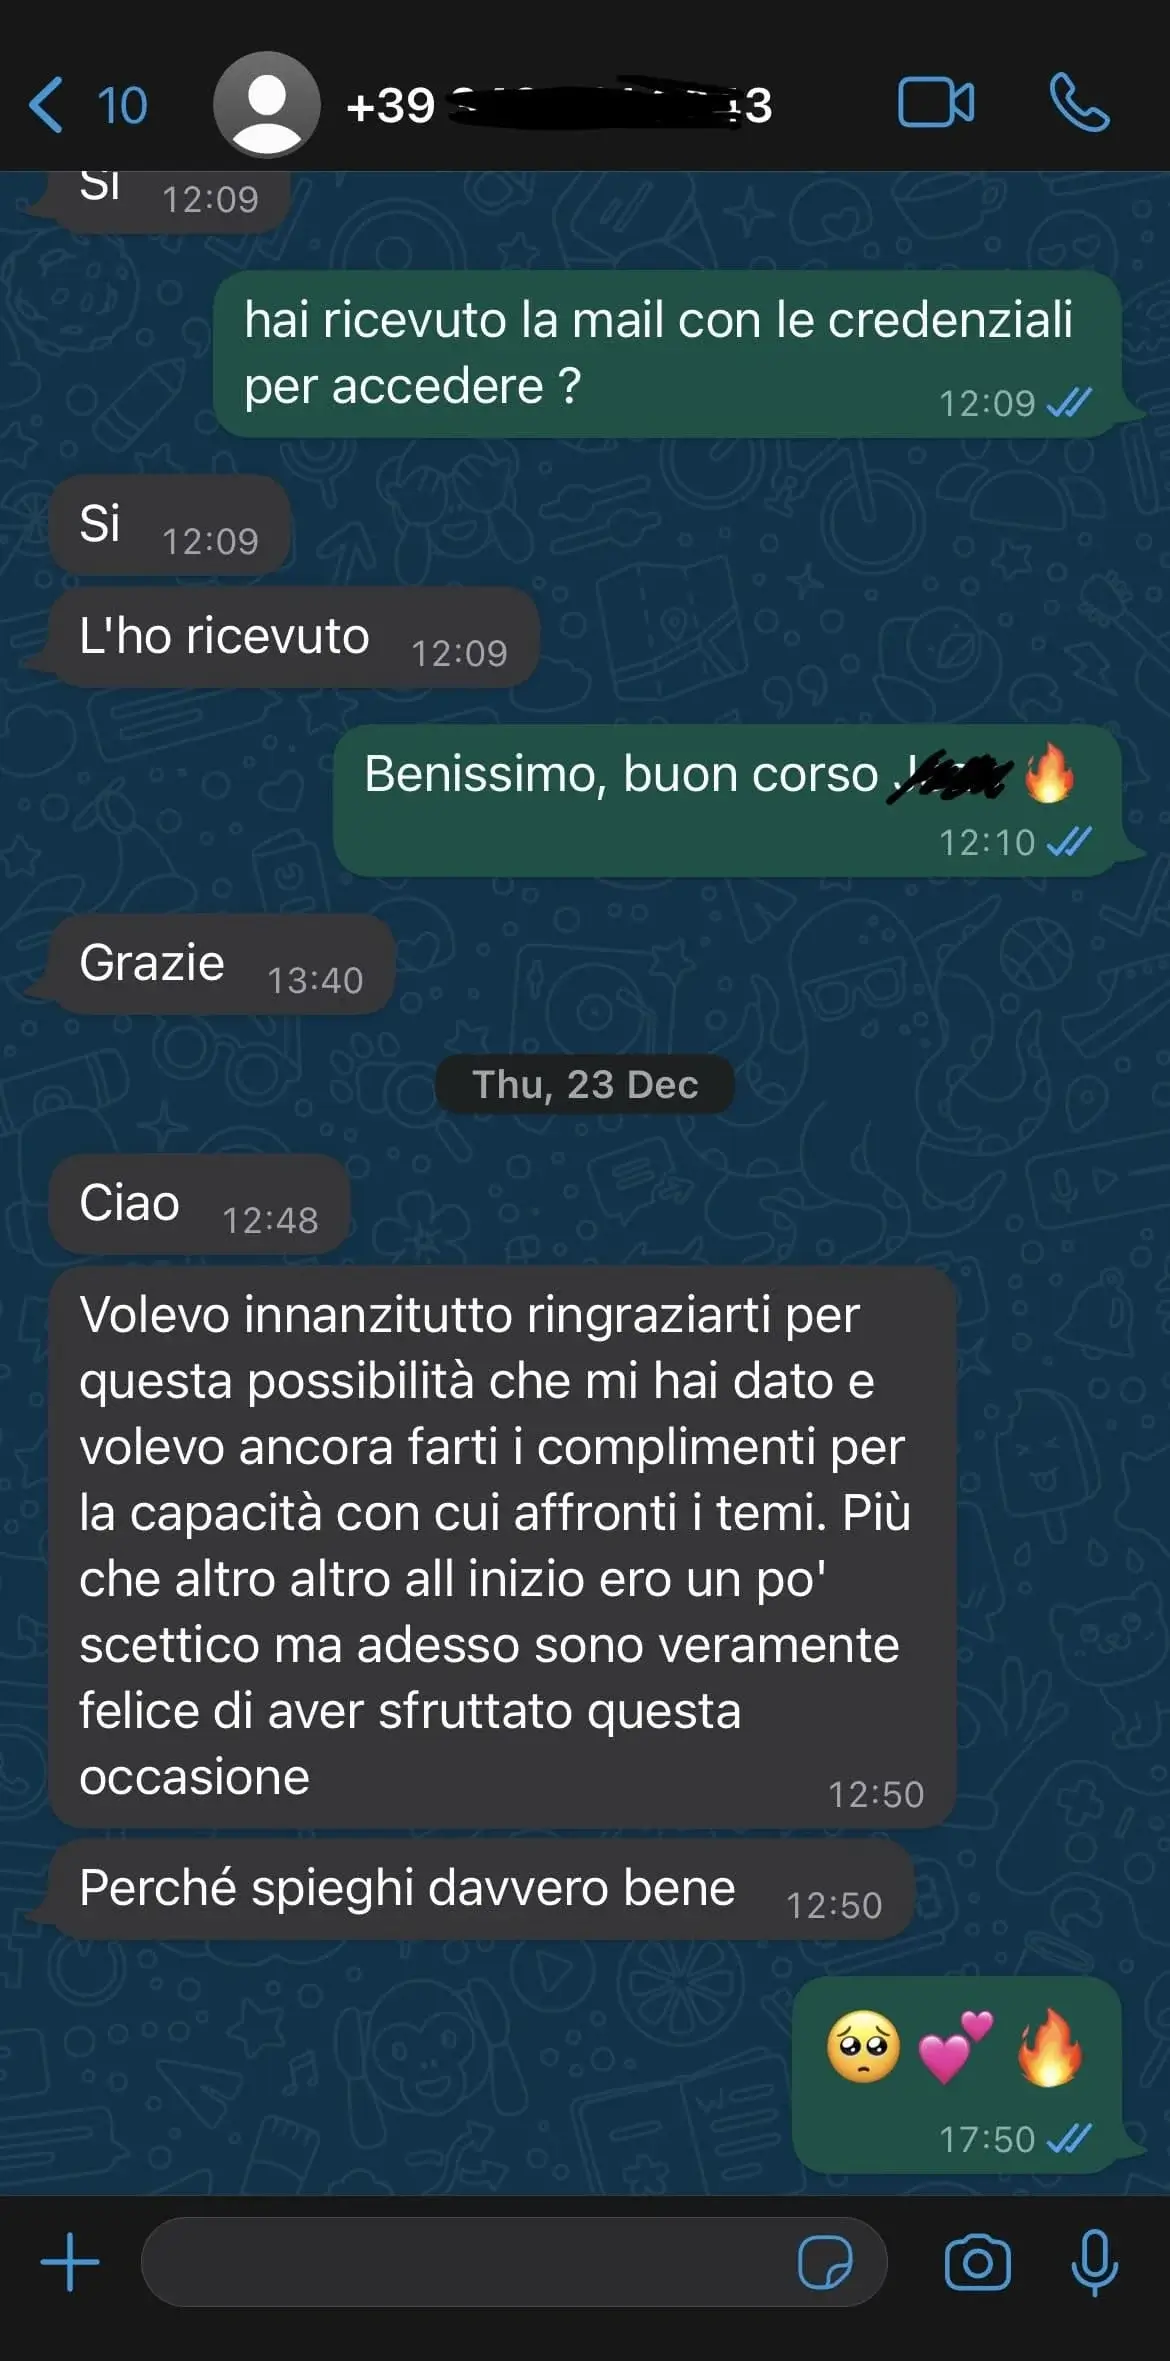 10
+39
3
Si 12:09
hai ricevuto la mail con le credenziali
per accedere ?
12:09
Si 12:09
L'ho ricevuto 12:09
Benissimo, buon corso 🔥
12:10
Grazie 13:40
Thu, 23 Dec
Ciao 12:48
Volevo innanzitutto ringraziarti per
questa possibilità che mi hai dato e
volevo ancora farti i complimenti per
la capacità con cui affronti i temi. Più
che altro altro all inizio ero un po'
scettico ma adesso sono veramente
felice di aver sfruttato questa
occasione
12:50
Perché spieghi davvero bene 12:50
🥺 💕 🔥
17:50